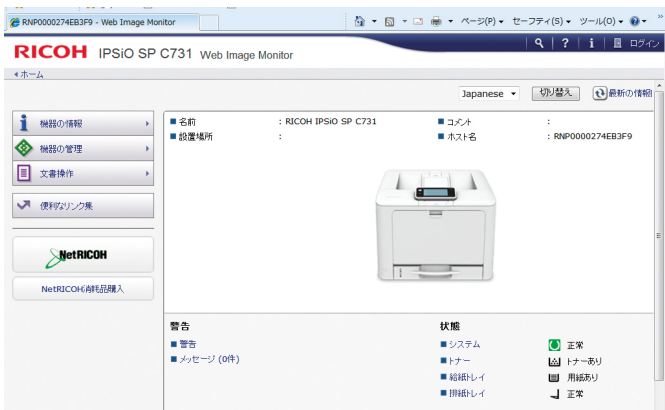 RNP0000274EB3F9 - Web Image Monitor
ページ(P) セーフティ(S) ツール(O)
RICOH IPSiO SP C731 Web Image Monitor
ログイン
ホーム
Japanese 切り替え 最新の情報
機器の情報
機器の管理
文書操作
便利なリンク集
NetRICOH
NetRICOH消耗品購入
名前 : RICOH IPSiO SP C731
設置場所 :
コメント :
ホスト名 : RNP0000274EB3F9
警告
警告
メッセージ (0件)
状態
システム 正常
トナー トナーあり
給紙トレイ 用紙あり
排紙トレイ 正常